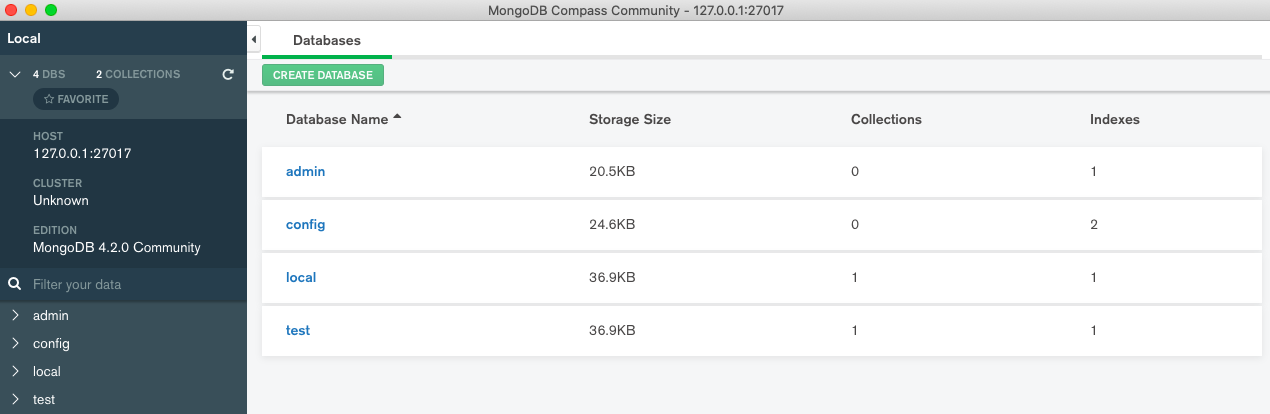 MongoDB Compass Community - 127.0.0.1:27017
Local
4 DBS 2 COLLECTIONS
FAVORITE
HOST
127.0.0.1:27017
CLUSTER
Unknown
EDITION
MongoDB 4.2.0 Community
Filter your data
admin
config
local
test
Databases
CREATE DATABASE
Database Name Storage Size Collections Indexes
admin 20.5KB 0 1
config 24.6KB 0 2
local 36.9KB 1 1
test 36.9KB 1 1